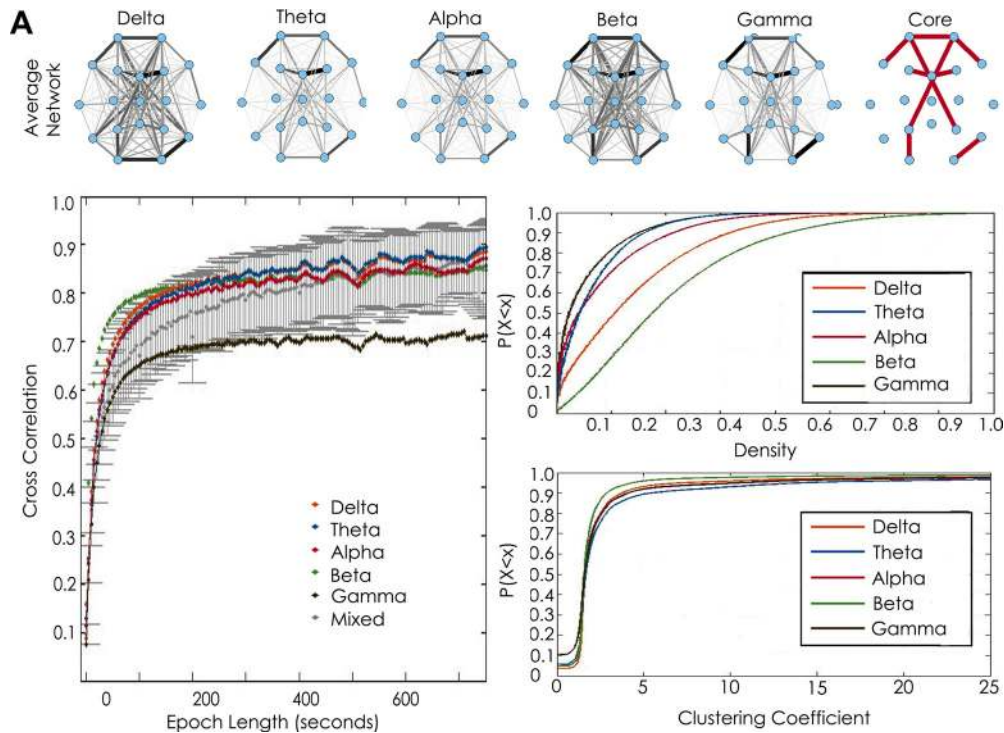 A
Delta Theta Alpha Beta Gamma Core
Average
Network
1.0
0.9
0.8
0.7
0.6
0.5
0.4
0.3
0.2
0.1
Cross Correlation
Delta
Theta
Alpha
Beta
Gamma
Mixed
0 200 400 600
Epoch Length (seconds)
1.0
0.9
0.8
0.7
0.6
0.5
0.4
0.3
0.2
0.1
0
P(X<x)
Delta
Theta
Alpha
Beta
Gamma
0.1 0.2 0.3 0.4 0.5 0.6 0.7 0.8 0.9 1.0
Density
1.0
0.9
0.8
0.7
0.6
0.5
0.4
0.3
0.2
0.1
0
P(X<x)
Delta
Theta
Alpha
Beta
Gamma
0 5 10 15 20 25
Clustering Coefficient